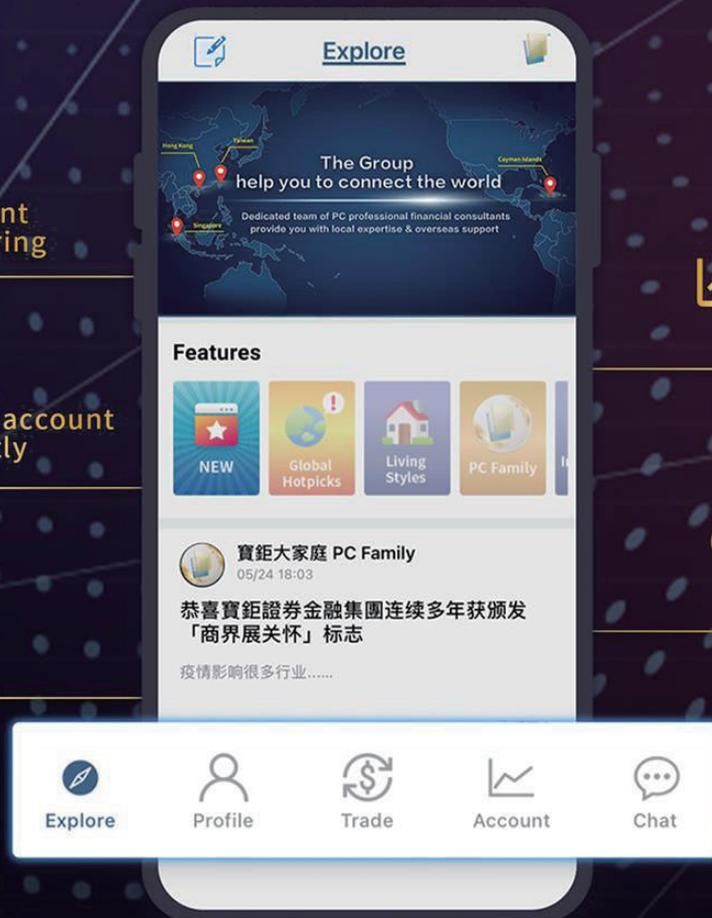 Explore
Hong Kong
Taiwan
Cayman Islands
Singapore
The Group
help you to connect the world
Dedicated team of PC professional financial consultants
provide you with local expertise & overseas support
nt
ring
account
tly
Features
NEW
Global
Hotpicks
Living
Styles
PC Family
寶鉅大家庭 PC Family
05/24 18:03
恭喜寶鉅證券金融集團连续多年获颁发
「商界展关怀」标志
疫情影响很多行业......
Explore
Profile
Trade
Account
Chat